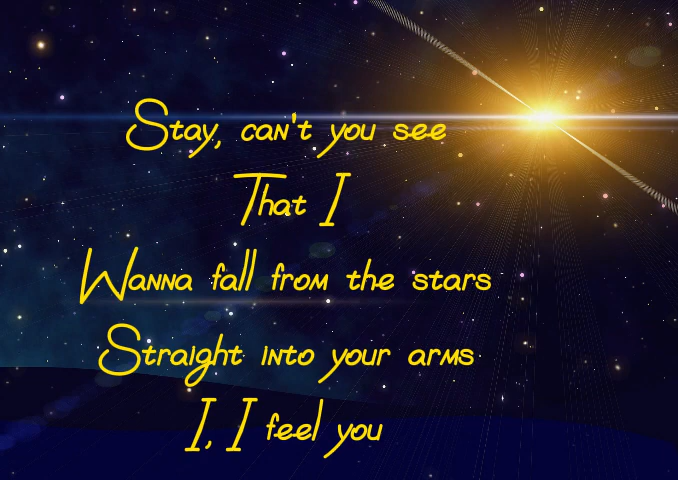 Stay, can't you see
That I
Wanna fall from the stars
Straight into your arms
I, I feel you